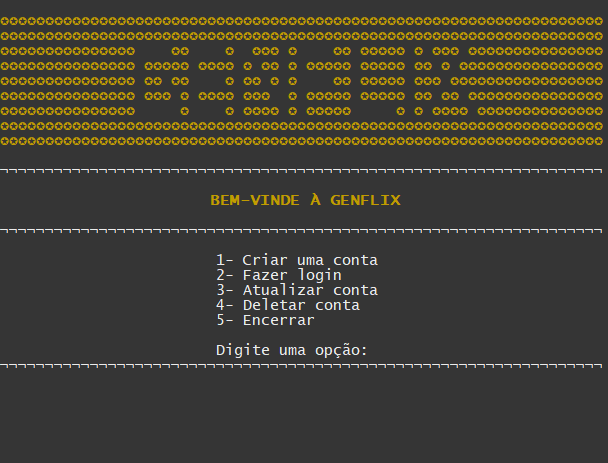 GENFLIX
BEM-VINDE À GENFLIX
1- Criar uma conta
2- Fazer login
3- Atualizar conta
4- Deletar conta
5- Encerrar
Digite uma opção: